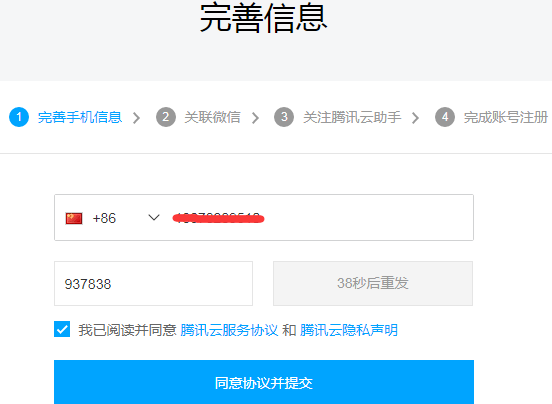 完善信息
1 完善手机信息 2 关联微信 3 关注腾讯云助手 4 完成账号注册
+86
937838 38秒后重发
我已阅读并同意 腾讯云服务协议 和 腾讯云隐私声明
同意协议并提交